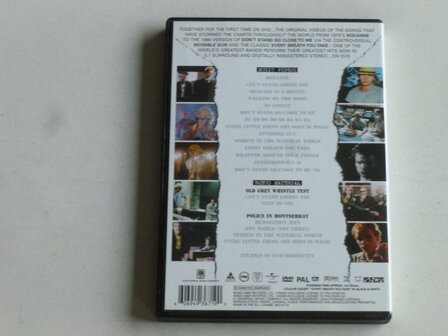 TOGETHER FOR THE FIRST TIME ON DVD...THE ORIGINAL VIDEOS OF THE SONGS THAT
HAVE STORMED THE CHARTS THROUGHOUT THE WORLD FROM 1978'S ROXANNE
TO THE 1986 VERSION OF DON'T STAND SO CLOSE TO ME VIA THE CONTROVERSIAL
INVISIBLE SUN AND THE CLASSIC EVERY BREATH YOU TAKE - ONE OF THE
WORLD'S GREATEST BANDS PERFORM THEIR GREATEST HITS NOW IN
5.1 SURROUND AND DIGITALLY REMASTERED STEREO...ON DVD.
ROXANNE
CAN'T STAND LOSING YOU
MESSAGE IN A BOTTLE
WALKING ON THE MOON
SO LONELY
DON'T STAND SO CLOSE TO ME
DE DO DO DO DE DA DA DA
EVERY LITTLE THING SHE DOES IS MAGIC
INVISIBLE SUN
SPIRITS IN THE MATERIAL WORLD
EVERY BREATH YOU TAKE
WRAPPED AROUND YOUR FINGER
SYNCHRONICITY II
DON'T STAND SO CLOSE TO ME '86
BONUS MATERIAL
OLD GREY WHISTLE TEST
CAN'T STAND LOSING YOU
NEXT TO YOU
POLICE IN MONTSERRAT
DEMOLITION MAN
ONE WORLD (NOT THREE)
SPIRITS IN THE MATERIAL WORLD
EVERY LITTLE THING SHE DOES IS MAGIC
STUDIES IN SYNCHRONICITY
DVD PAL